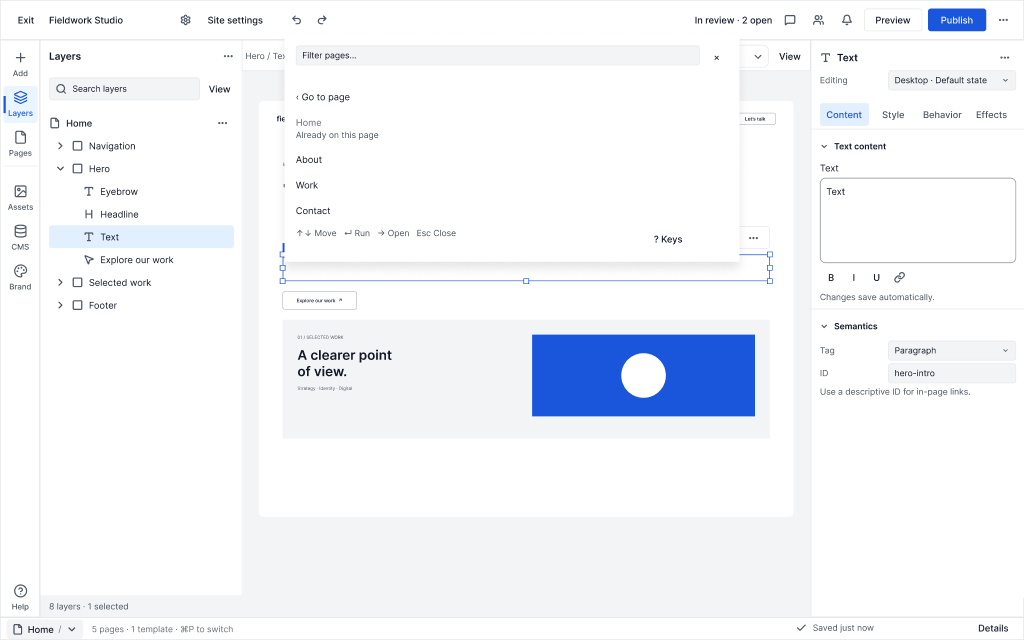 Exit
Fieldwork Studio
Site settings
In review · 2 open
Preview
Publish
Add
Layers
Pages
Assets
CMS
Brand
Help
Layers
Search layers
View
Home
Navigation
Hero
Eyebrow
Headline
Text
Explore our work
Selected work
Footer
8 layers · 1 selected
Hero / Tex
View
Filter pages...
×
‹ Go to page
Home
Already on this page
About
Work
Contact
↑↓ Move ↵ Run → Open Esc Close
? Keys
Let's talk
Explore our work ↗
01 / SELECTED WORK
A clearer point
of view.
Strategy · Identity · Digital
Text
Editing
Desktop · Default state
Content
Style
Behavior
Effects
Text content
Text
Text
B I U
Changes save automatically.
Semantics
Tag
Paragraph
ID
hero-intro
Use a descriptive ID for in-page links.
Home /
5 pages · 1 template · ⌘P to switch
Saved just now
Details